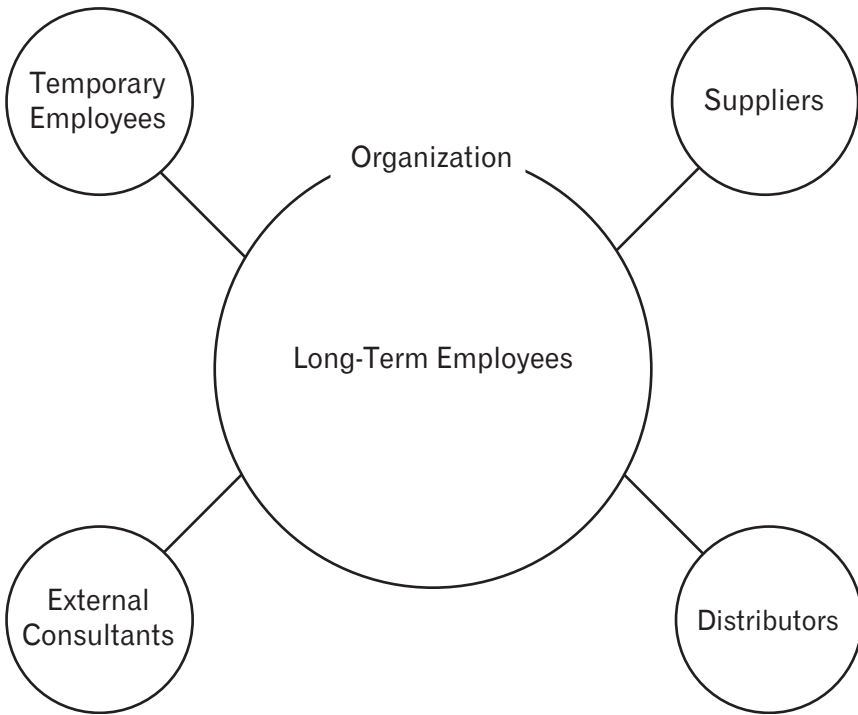 Temporary
Employees
Suppliers
Organization
Long-Term Employees
External
Consultants
Distributors